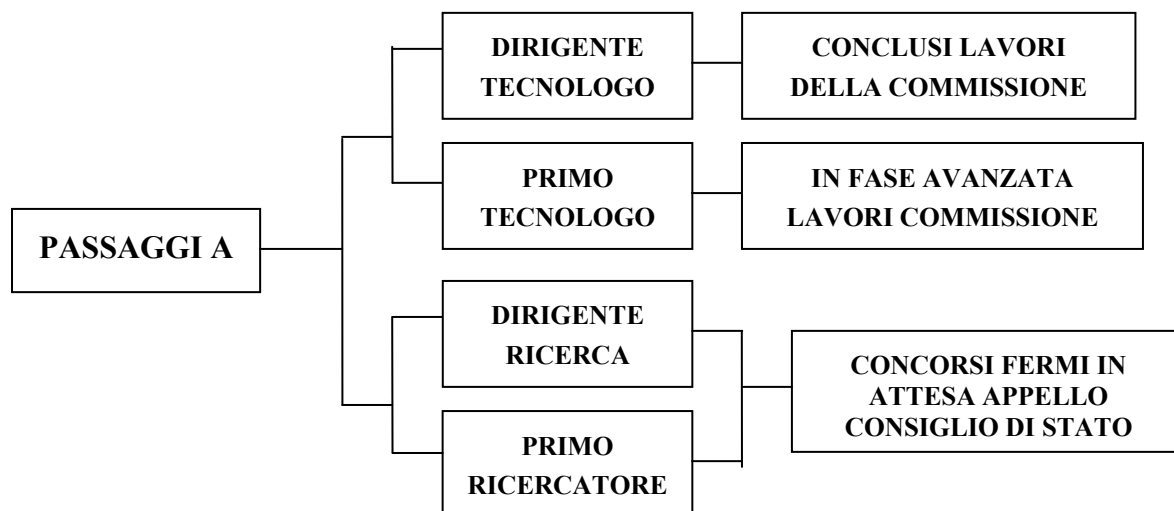 DIRIGENTE
TECNOLOGO
CONCLUSI LAVORI
DELLA COMMISSIONE
PRIMO
TECNOLOGO
IN FASE AVANZATA
LAVORI COMMISSIONE
PASSAGGI A
DIRIGENTE
RICERCA
PRIMO
RICERCATORE
CONCORSI FERMI IN
ATTESA APPELLO
CONSIGLIO DI STATO